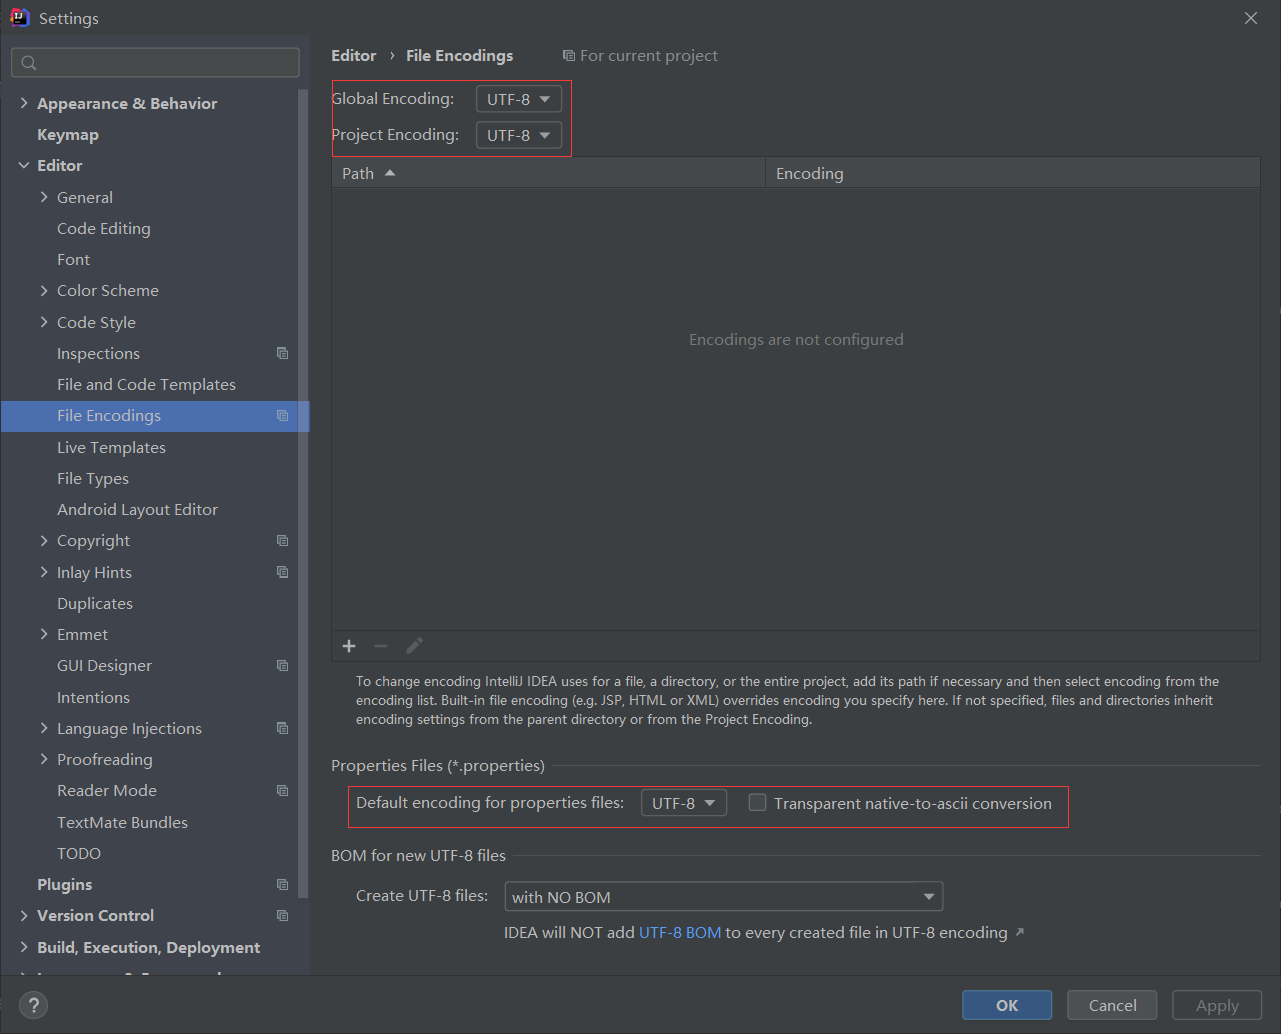 Settings
Editor › File Encodings For current project
Global Encoding: UTF-8
Project Encoding: UTF-8
Path Encoding
Encodings are not configured
To change encoding IntelliJ IDEA uses for a file, a directory, or the entire project, add its path if necessary and then select encoding from the
encoding list. Built-in file encoding (e.g. JSP, HTML or XML) overrides encoding you specify here. If not specified, files and directories inherit
encoding settings from the parent directory or from the Project Encoding.
Properties Files (*.properties)
Default encoding for properties files: UTF-8 Transparent native-to-ascii conversion
BOM for new UTF-8 files
Create UTF-8 files: with NO BOM
IDEA will NOT add UTF-8 BOM to every created file in UTF-8 encoding
Appearance & Behavior
Keymap
Editor
General
Code Editing
Font
Color Scheme
Code Style
Inspections
File and Code Templates
File Encodings
Live Templates
File Types
Android Layout Editor
Copyright
Inlay Hints
Duplicates
Emmet
GUI Designer
Intentions
Language Injections
Proofreading
Reader Mode
TextMate Bundles
TODO
Plugins
Version Control
Build, Execution, Deployment
?
OK
Cancel
Apply